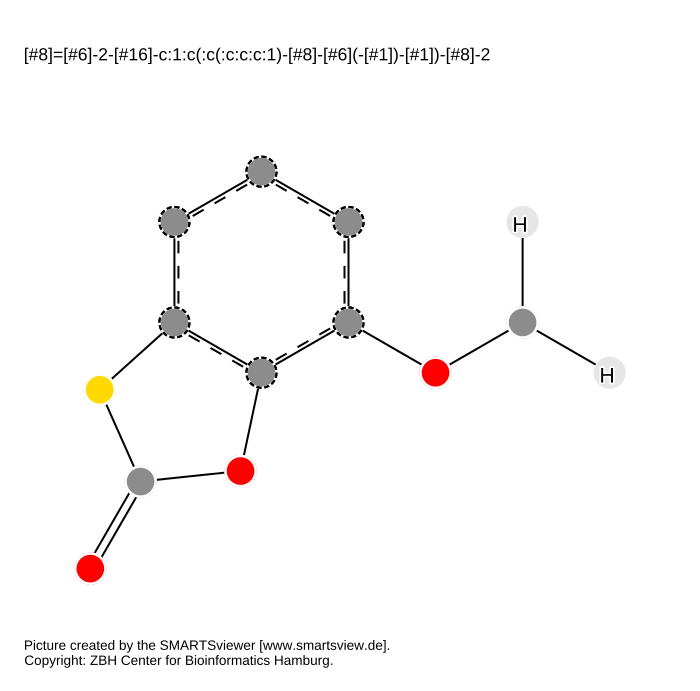 [#8]=[#6]-2-[#16]-c:1:c(:c(:c:c:c:1)-[#8]-[#6](-[#1])-[#1])-[#8]-2
H
H
Picture created by the SMARTSviewer [www.smartsview.de].
Copyright: ZBH Center for Bioinformatics Hamburg.